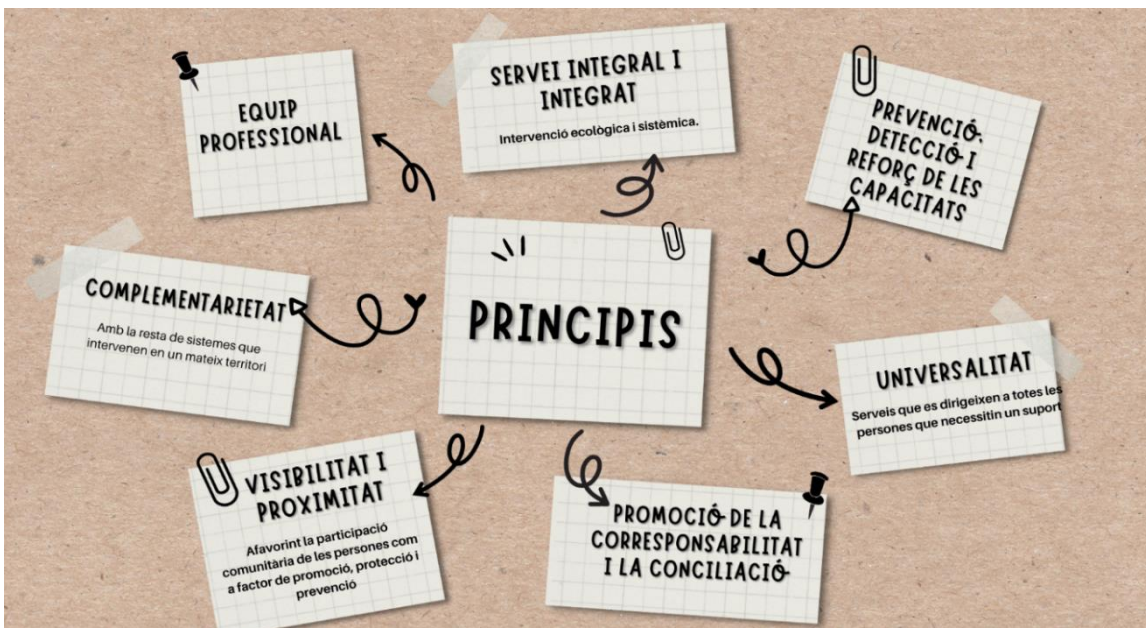 EQUIP
PROFESSIONAL
SERVEI INTEGRAL I
INTEGRAT
Intervenció ecològica i sistèmica.
PREVENCIÓ.
DETECCIÓ I
REFORÇ DE LES
CAPACITATS
COMPLEMENTARIETAT
Amb la resta de sistemes que
intervenen en un mateix territori
PRINCIPIS
UNIVERSALITAT
Serveis que es dirigeixen a totes les
persones que necessitin un suport
VISIBILITAT I
PROXIMITAT
Afavorint la participació
comunitària de les persones com
a factor de promoció, protecció i
prevenció
PROMOCIÓ DE LA
CORRESPONSABILITAT
I LA CONCILIACIÓ